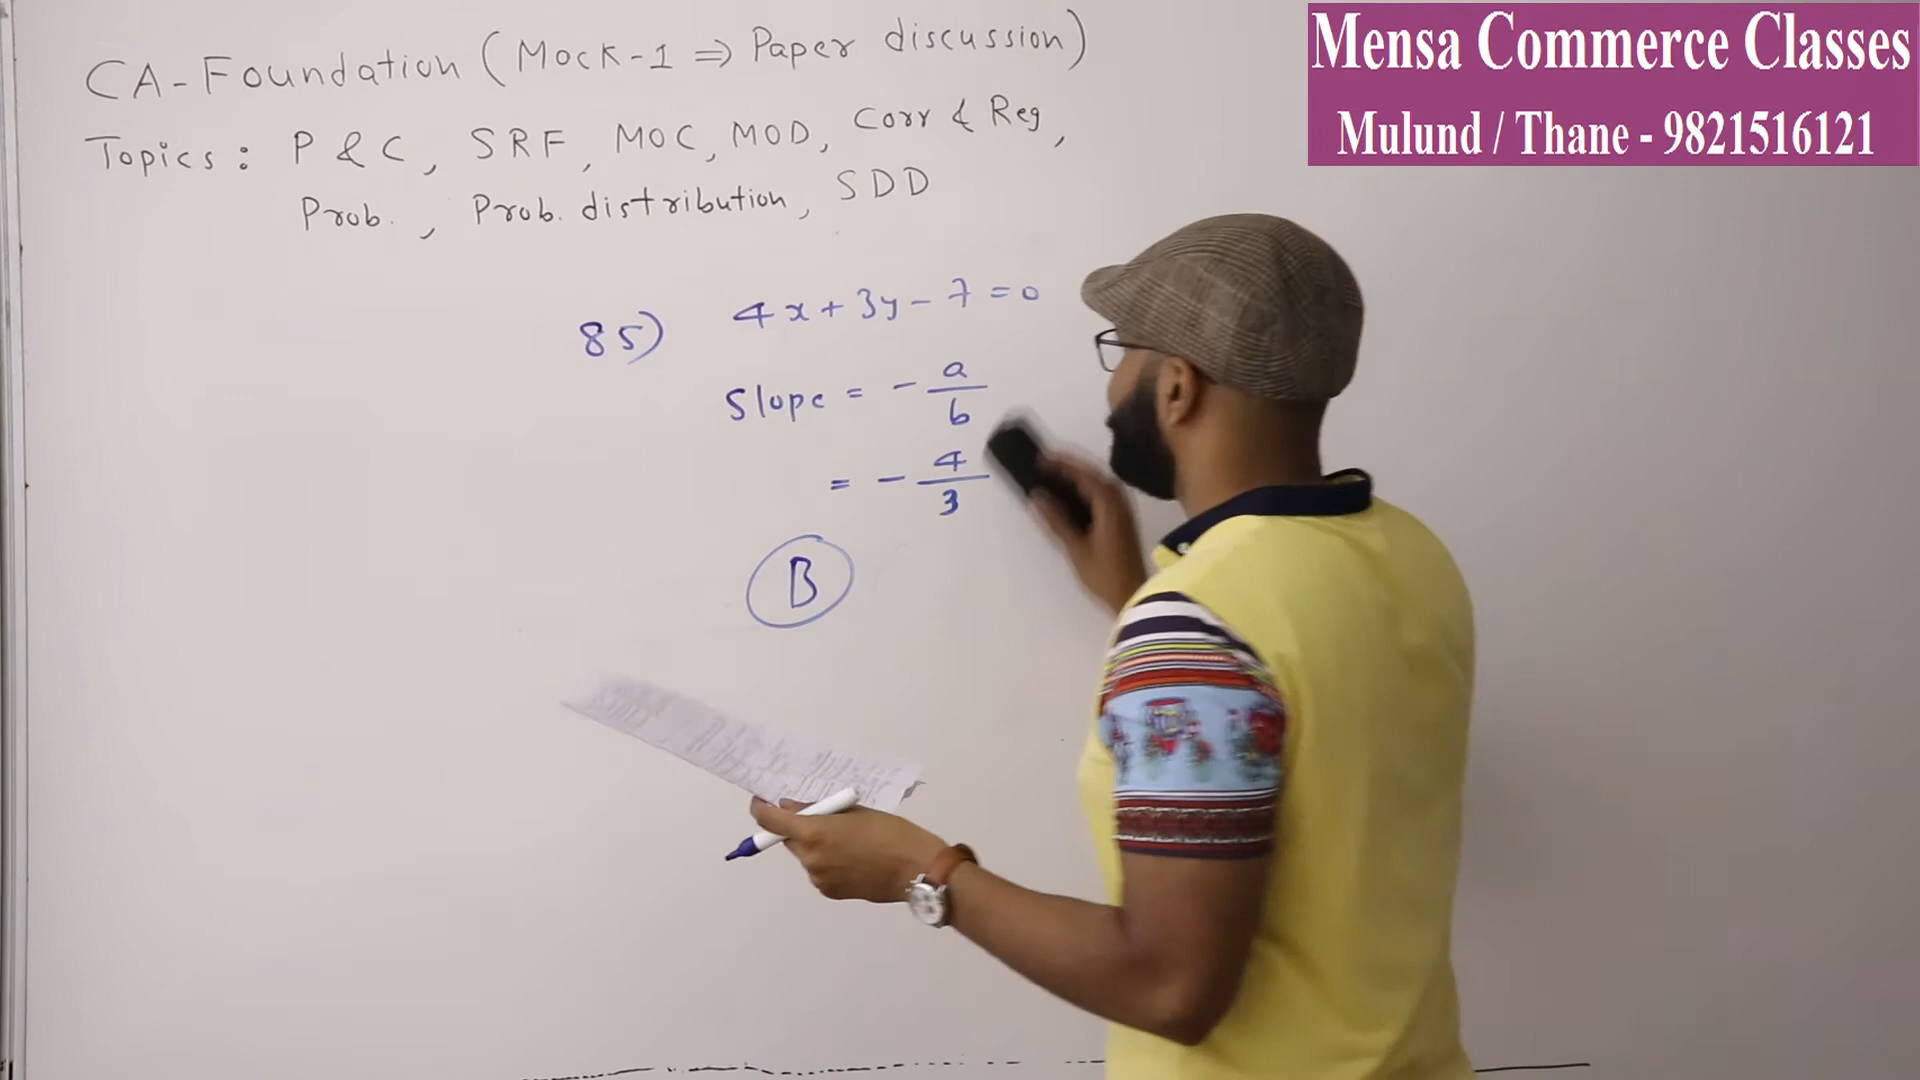 CA-Foundation (Mock-1 ⇒ Paper discussion)
Topics : P & C, SRF, MOC, MOD, Corr & Reg,
Prob., Prob. distribution, SDD
85) 4x + 3y - 7 = 0
Slope = - a/b
= - 4/3
B
Mensa Commerce Classes
Mulund / Thane - 9821516121